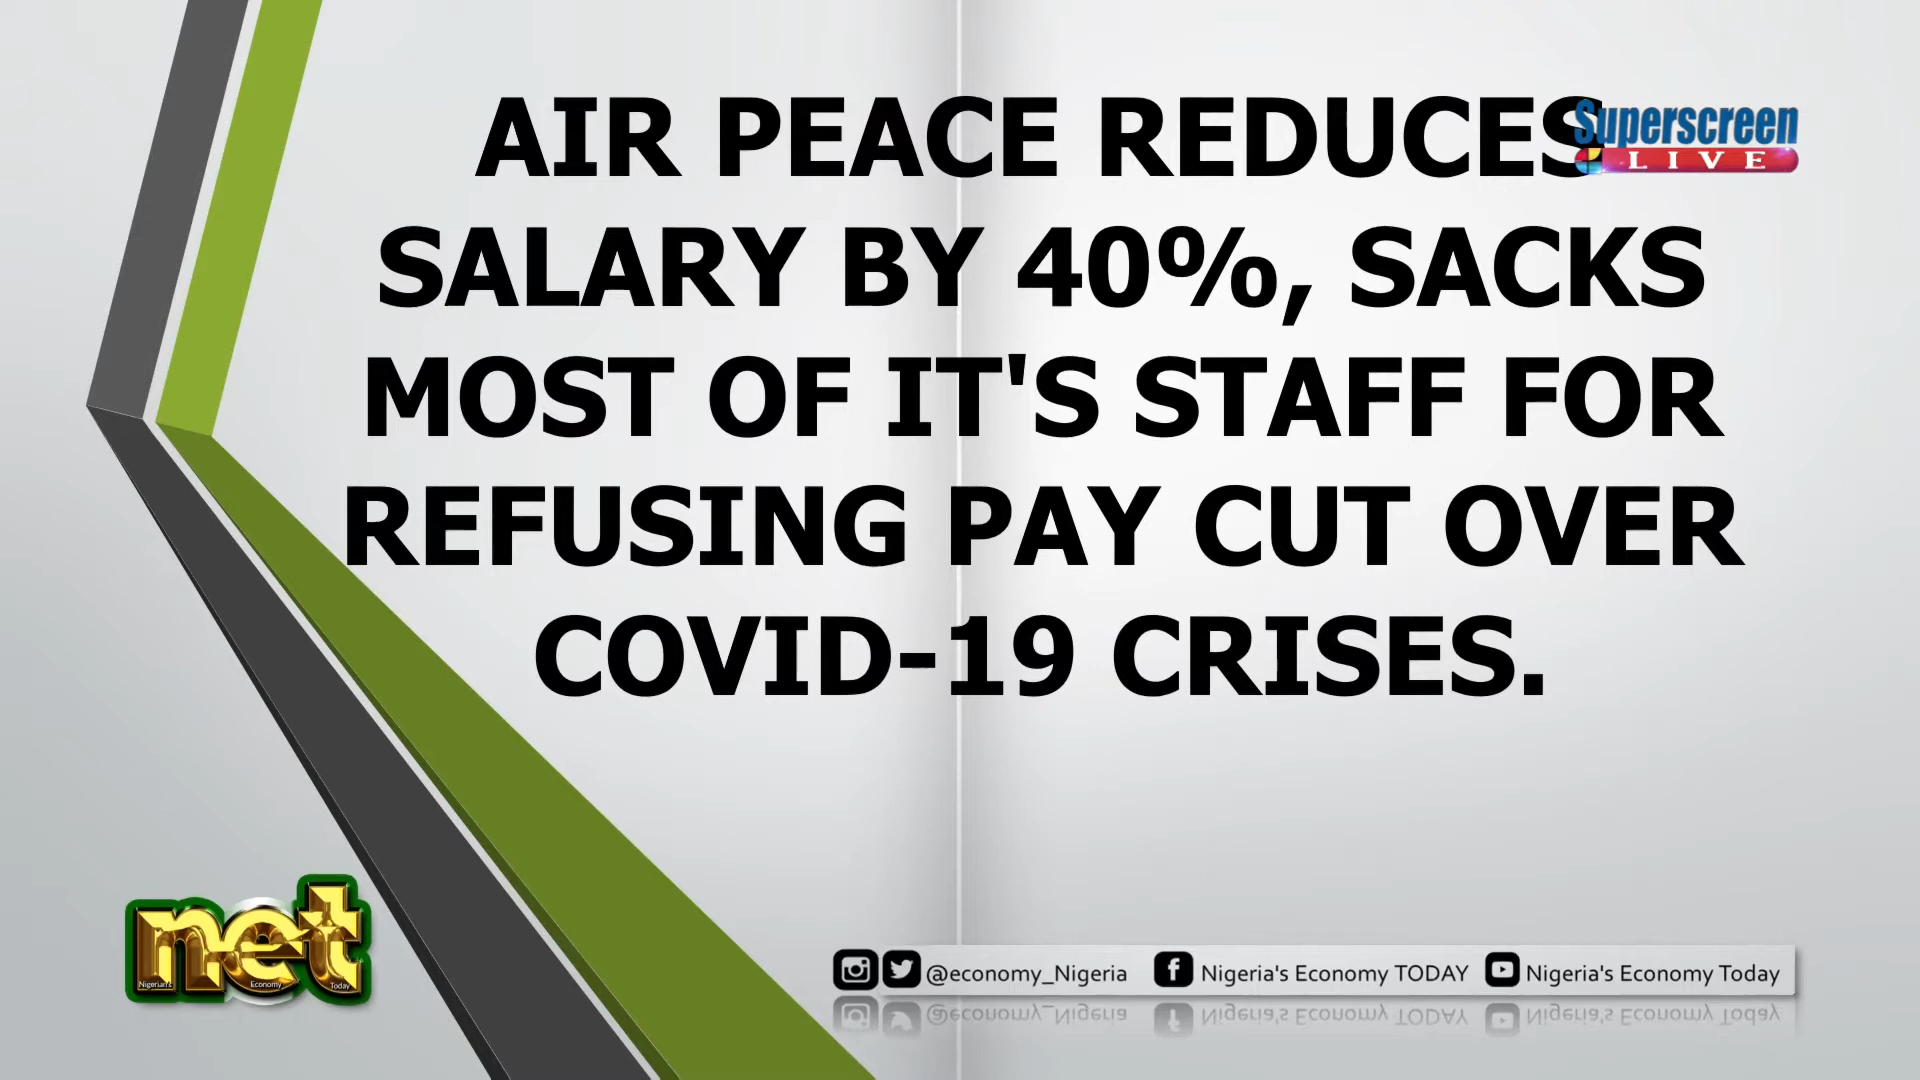 AIR PEACE REDUCES
SALARY BY 40%, SACKS
MOST OF IT'S STAFF FOR
REFUSING PAY CUT OVER
COVID-19 CRISES.
Superscreen
LIVE
net
Nigeria's Economy Today
@economy_Nigeria Nigeria's Economy TODAY Nigeria's Economy Today